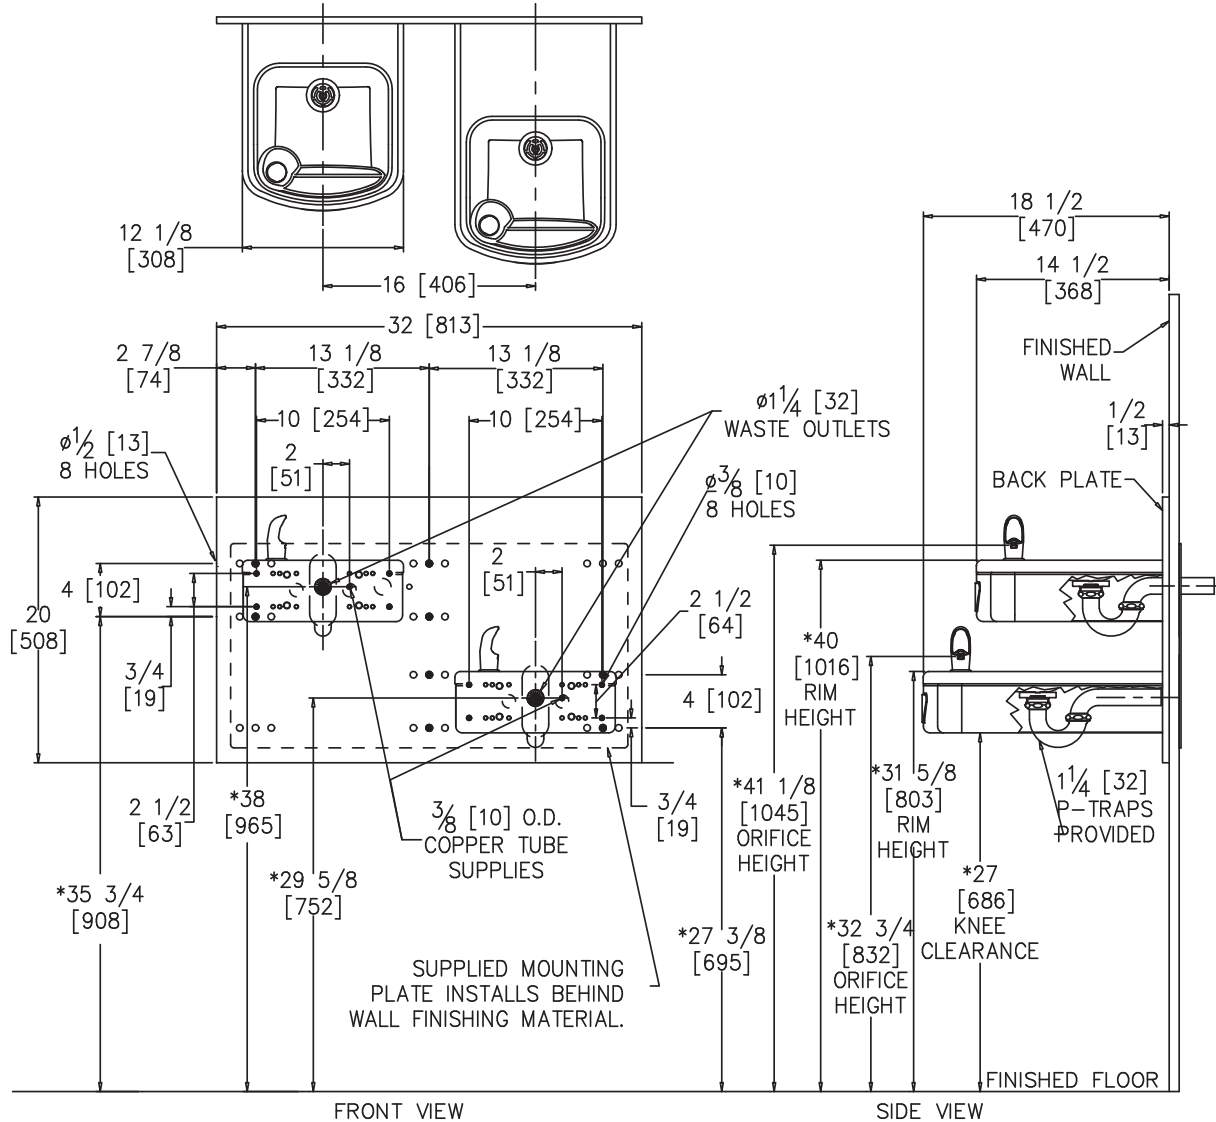 12 1/8
[308]
16 [406]
18 1/2
[470]
14 1/2
[368]
32 [813]
2 7/8
[74]
13 1/8
[332]
13 1/8
[332]
FINISHED
WALL
10 [254]
10 [254]
ø1 1/4 [32]
WASTE OUTLETS
1/2
[13]
ø1/2 [13]
8 HOLES
2
[51]
ø3/8 [10]
8 HOLES
BACK PLATE
4 [102]
2
[51]
20
[508]
2 1/2
[64]
3/4
[19]
4 [102]
*40
[1016]
RIM
HEIGHT
2 1/2
[63]
*38
[965]
3/8 [10] O.D.
COPPER TUBE
SUPPLIES
3/4
[19]
*41 1/8
[1045]
ORIFICE
HEIGHT
*31 5/8
[803]
RIM
HEIGHT
1 1/4 [32]
P-TRAPS
PROVIDED
*35 3/4
[908]
*29 5/8
[752]
*27 3/8
[695]
*32 3/4
[832]
ORIFICE
HEIGHT
*27
[686]
KNEE
CLEARANCE
SUPPLIED MOUNTING
PLATE INSTALLS BEHIND
WALL FINISHING MATERIAL.
FINISHED FLOOR
FRONT VIEW
SIDE VIEW